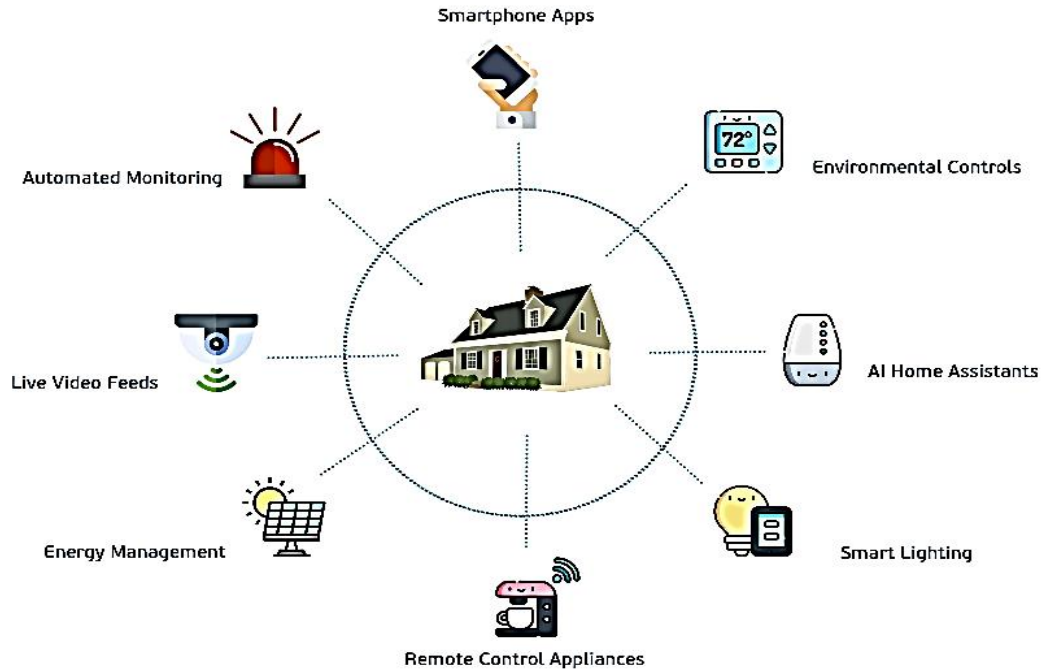 Smartphone Apps
72°
Automated Monitoring
Environmental Controls
Live Video Feeds
AI Home Assistants
Energy Management
Smart Lighting
Remote Control Appliances